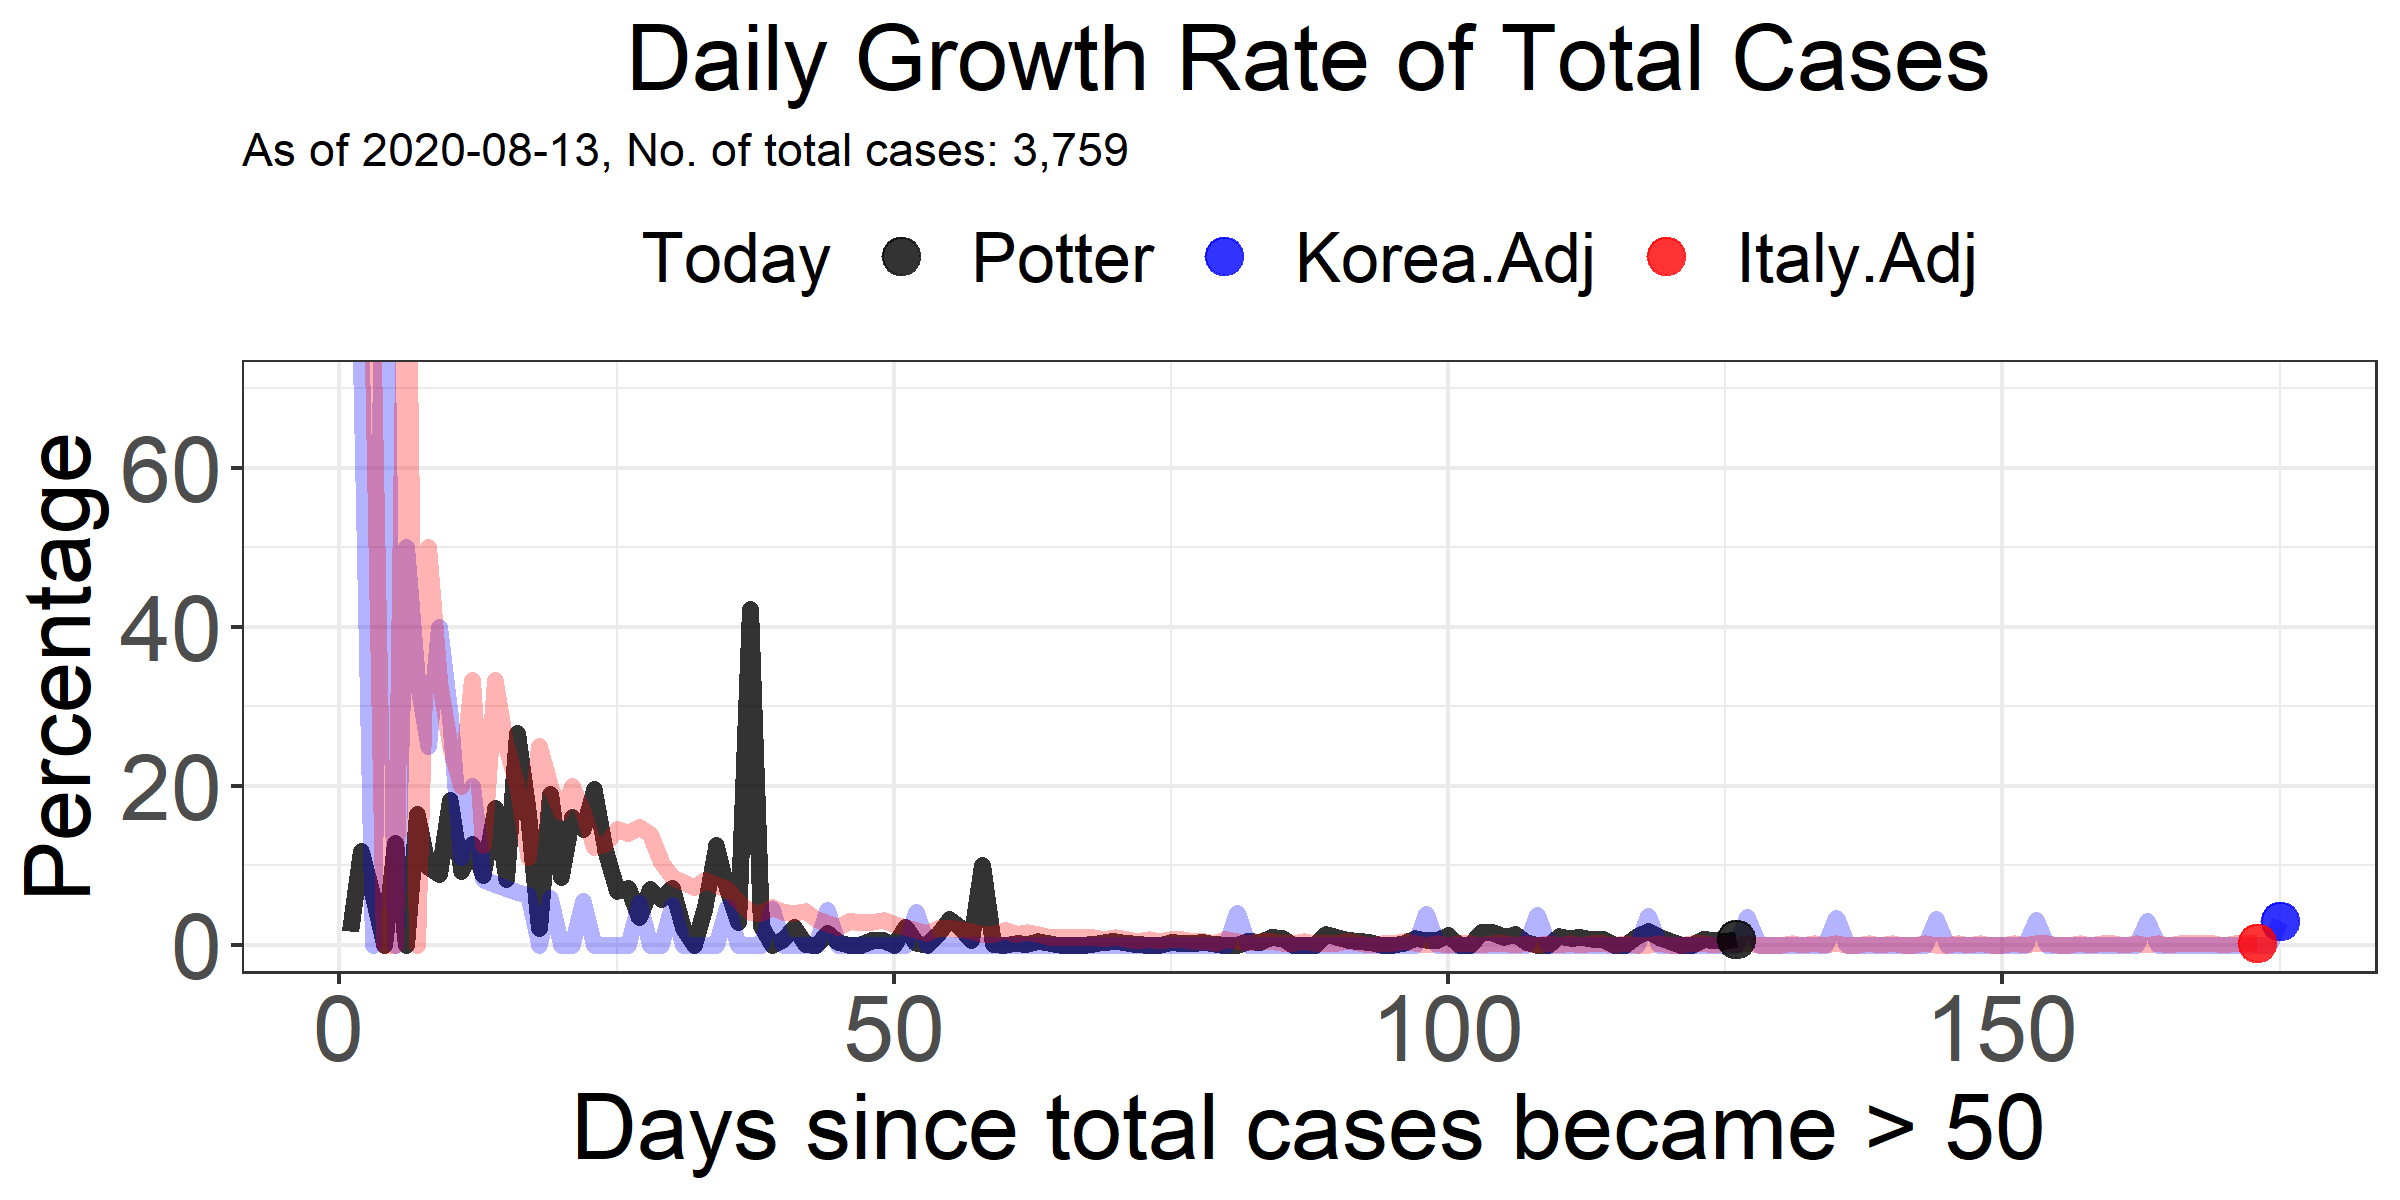 Daily Growth Rate of Total Cases
As of 2020-08-13, No. of total cases: 3,759
Today Potter Korea.Adj Italy.Adj
Percentage
60
40
20
0
0 50 100 150
Days since total cases became > 50